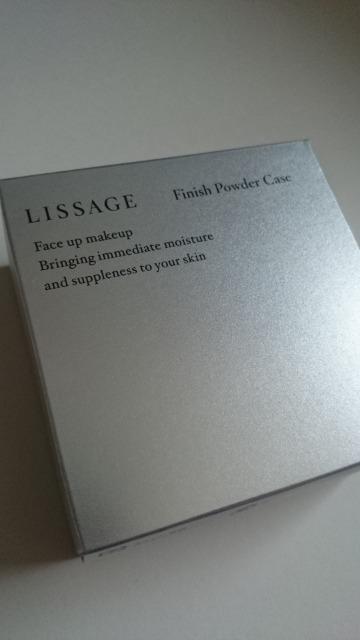 LISSAGE Finish Powder Case
Face up makeup
Bringing immediate moisture
and suppleness to your skin